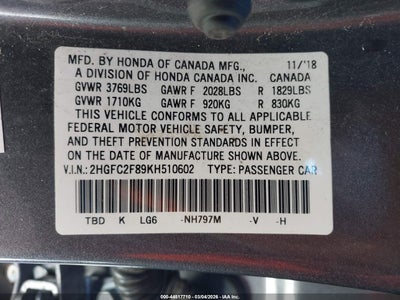 MFD. BY HONDA OF CANADA MFG., 11/'18
A DIVISION OF HONDA CANADA INC. CANADA
GVWR 3769LBS GAWR F 2028LBS R 1829LBS
GVWR 1710KG GAWR F 920KG R 830KG
THIS VEHICLE CONFORMS TO ALL APPLICABLE
FEDERAL MOTOR VEHICLE SAFETY, BUMPER,
AND THEFT PREVENTION STANDARDS IN EFFECT
ON THE DATE OF MANUFACTURE SHOWN ABOVE.
V.I.N.: 2HGFC2F89KH510602 TYPE: PASSENGER CAR
TBD K LG6 -NH797M -V -H
000-44617710 - 03/04/2026 - IAA Inc.